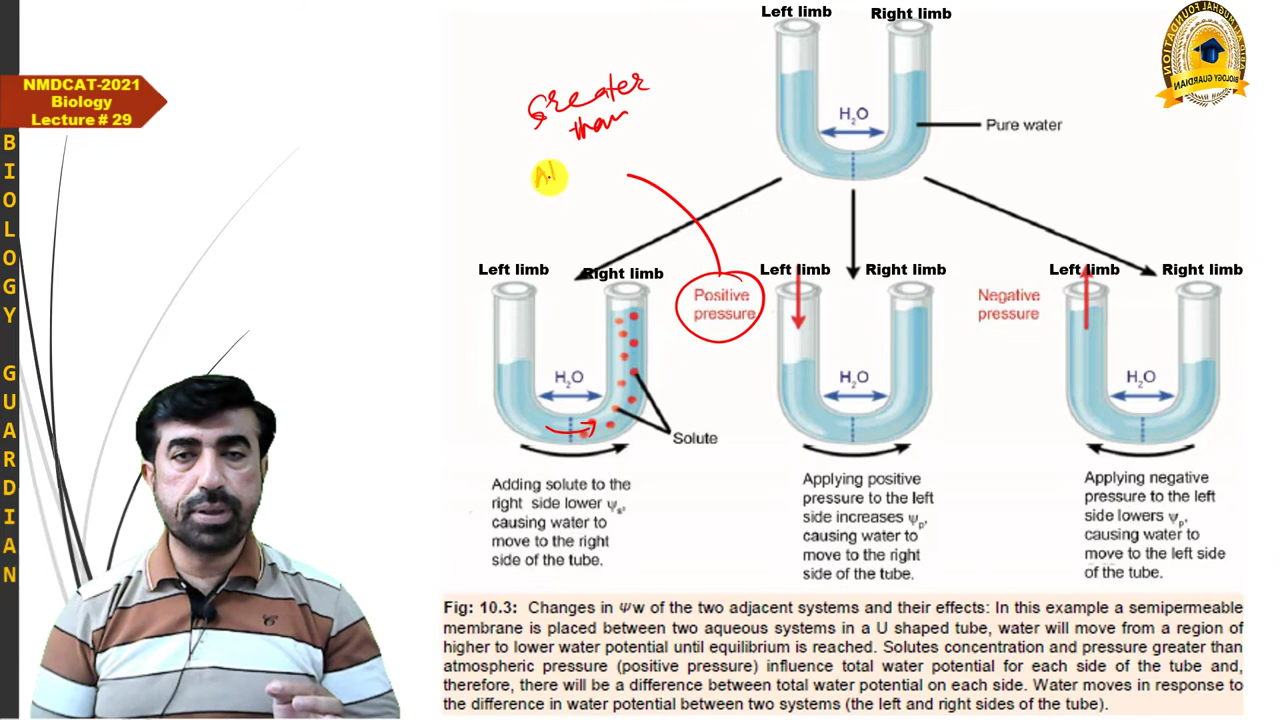 NMDCAT-2021
Biology
Lecture # 29
BIOLOGY GUARDIAN
Greater
than
At
Left limb
Right limb
H₂O
Pure water
Left limb
Right limb
Positive
pressure
Left limb
Right limb
Negative
pressure
Left limb
Right limb
H₂O
H₂O
H₂O
Solute
Adding solute to the
right side lower ψs,
causing water to
move to the right
side of the tube.
Applying positive
pressure to the left
side increases ψp,
causing water to
move to the right
side of the tube.
Applying negative
pressure to the left
side lowers ψp,
causing water to
move to the left side
of the tube.
Fig: 10.3: Changes in Ψw of the two adjacent systems and their effects: In this example a semipermeable
membrane is placed between two aqueous systems in a U shaped tube, water will move from a region of
higher to lower water potential until equilibrium is reached. Solutes concentration and pressure greater than
atmospheric pressure (positive pressure) influence total water potential for each side of the tube and,
therefore, there will be a difference between total water potential on each side. Water moves in response to
the difference in water potential between two systems (the left and right sides of the tube).
BIOLOGY GUARDIAN